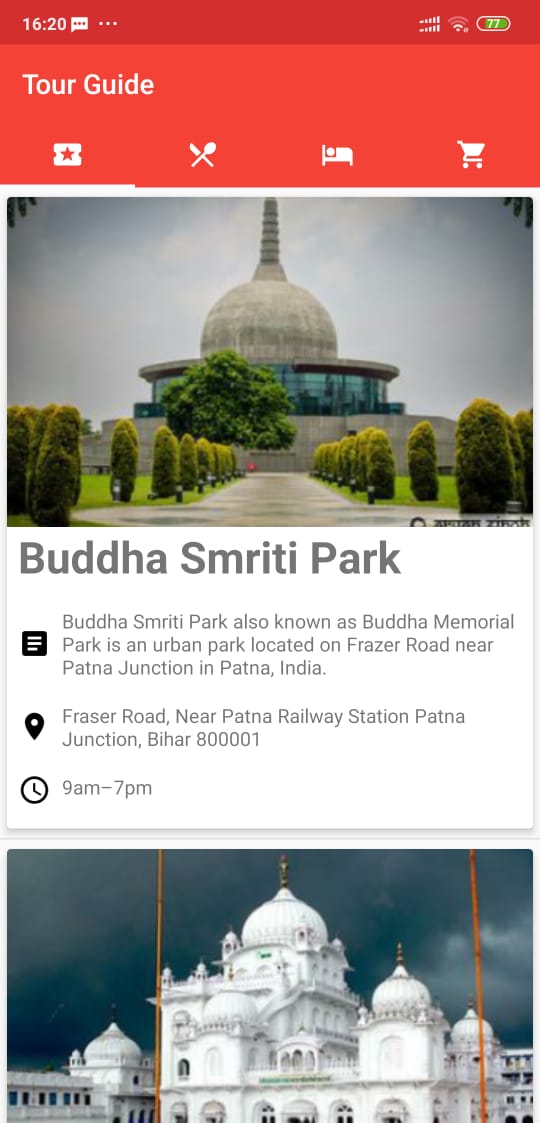 16:20
77
Tour Guide
Buddha Smriti Park
Buddha Smriti Park also known as Buddha Memorial
Park is an urban park located on Frazer Road near
Patna Junction in Patna, India.
Fraser Road, Near Patna Railway Station Patna
Junction, Bihar 800001
9am–7pm